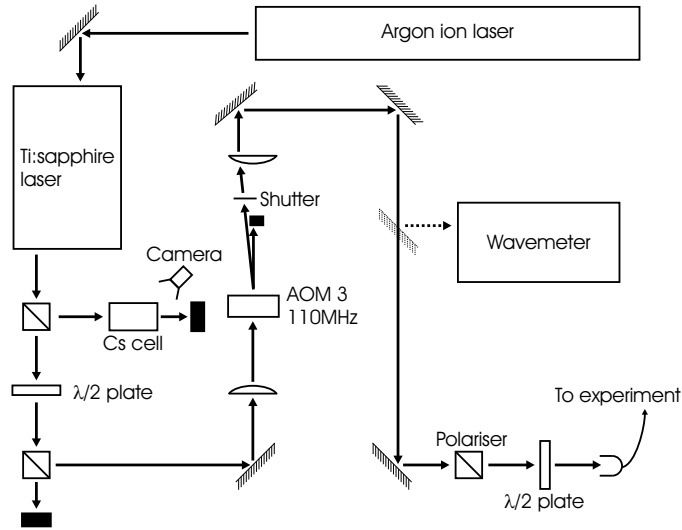 Argon ion laser
Ti:sapphire
laser
Shutter
Camera
Wavemeter
AOM 3
110MHz
Cs cell
λ/2 plate
To experiment
Polariser
λ/2 plate